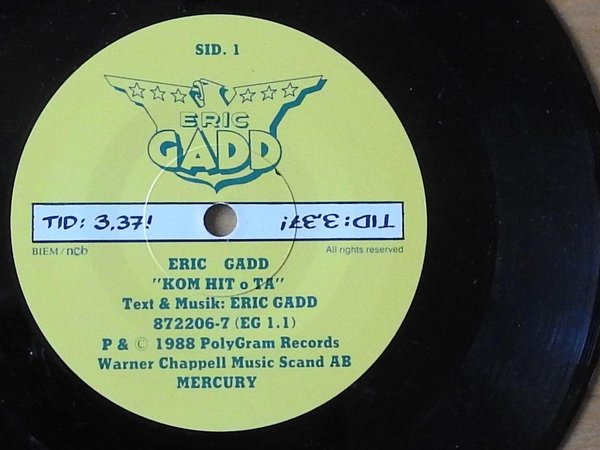 SID. 1
ERIC
GADD
TID: 3.37! TID: 3.37!
BIEM/ncb All rights reserved
ERIC GADD
"KOM HIT o TA"
Text & Musik: ERIC GADD
872206-7 (EG 1.1)
P & © 1988 PolyGram Records
Warner Chappell Music Scand AB
MERCURY